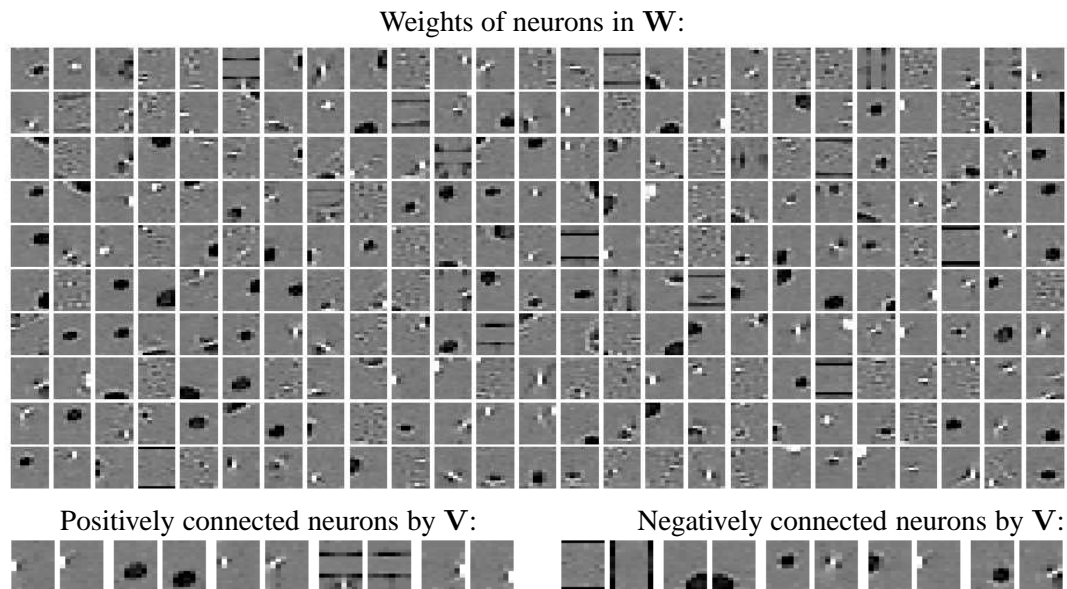 Weights of neurons in W:
Positively connected neurons by V:
Negatively connected neurons by V: